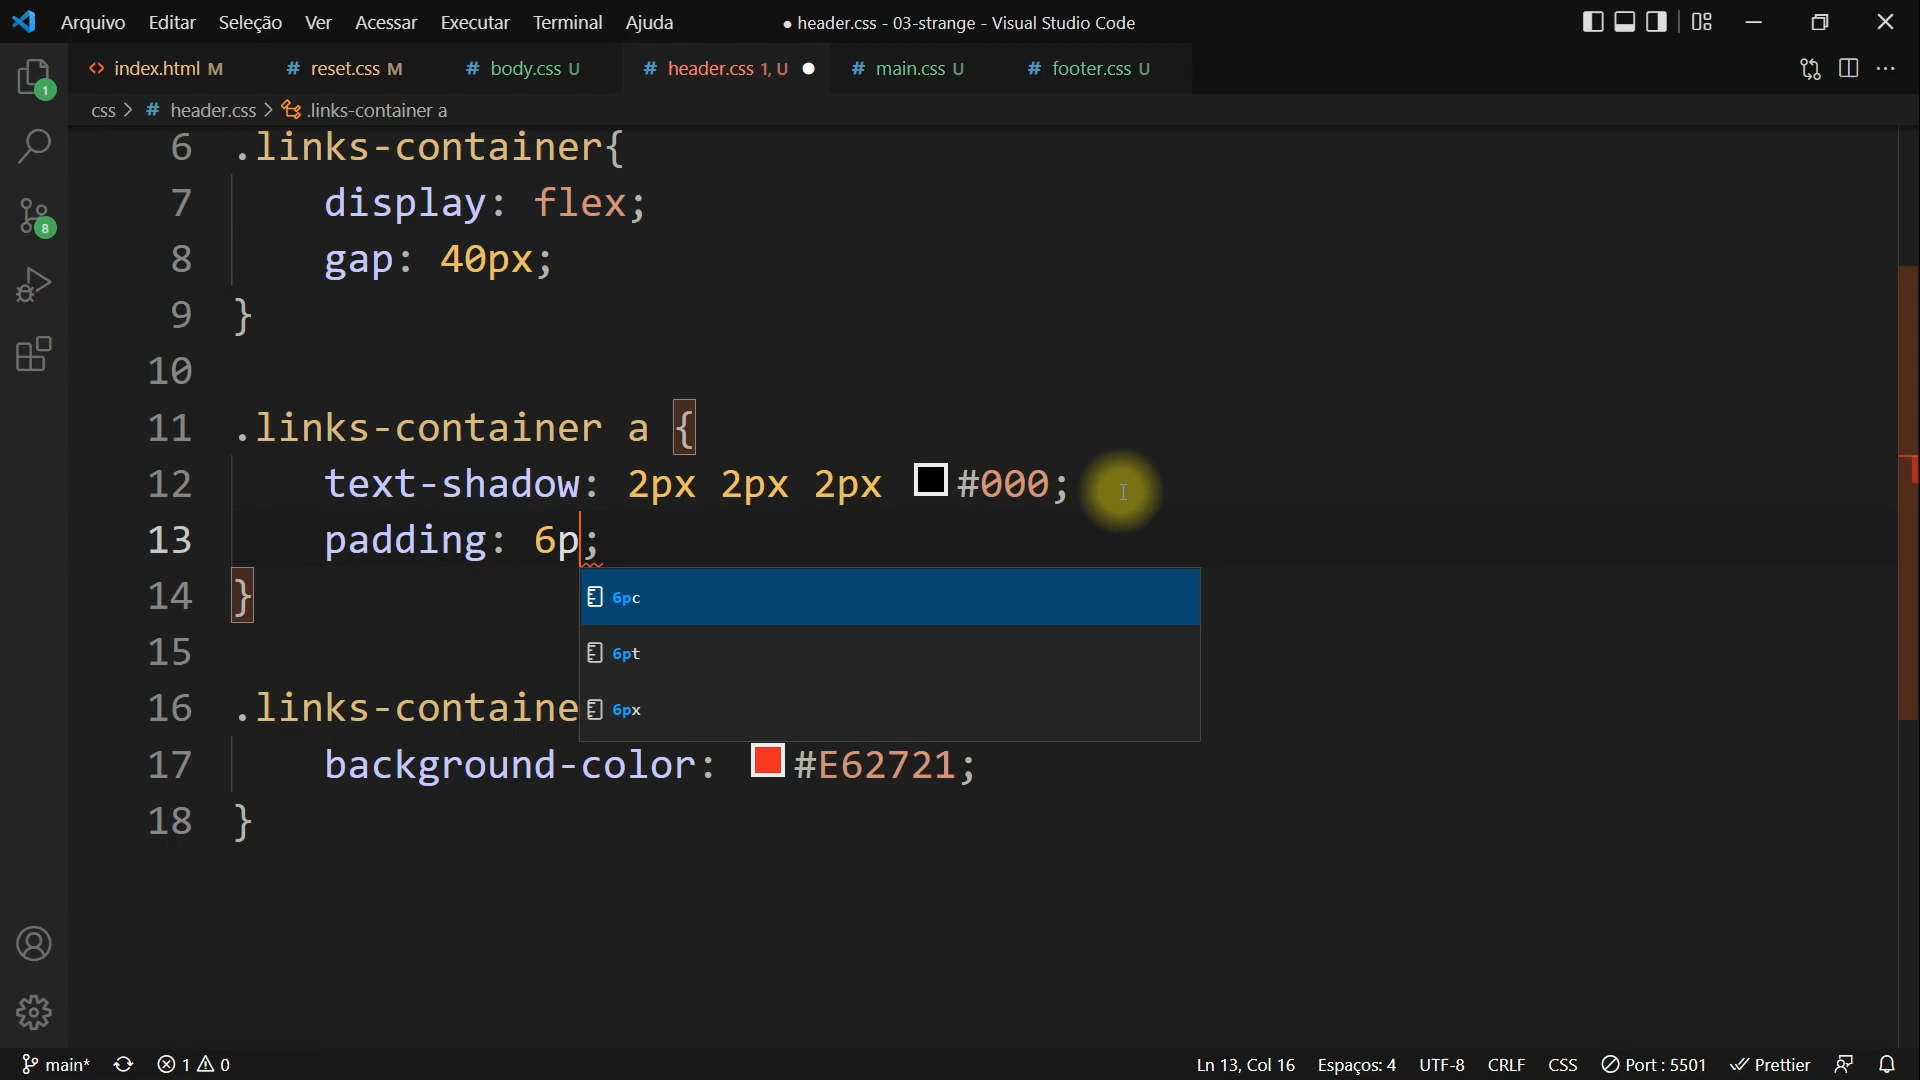 Arquivo Editar Seleção Ver Acessar Executar Terminal Ajuda ● header.css - 03-strange - Visual Studio Code
<> index.html M # reset.css M # body.css U # header.css 1, U # main.css U # footer.css U
css > # header.css > .links-container a
6 .links-container{
7 display: flex;
8 gap: 40px;
9 }
10
11 .links-container a {
12 text-shadow: 2px 2px 2px #000;
13 padding: 6p;
14 }
6pc
15
6pt
16 .links-containe
6px
17 background-color: #E62721;
18 }
1
8
main* 1 0 Ln 13, Col 16 Espaços: 4 UTF-8 CRLF CSS Port : 5501 Prettier